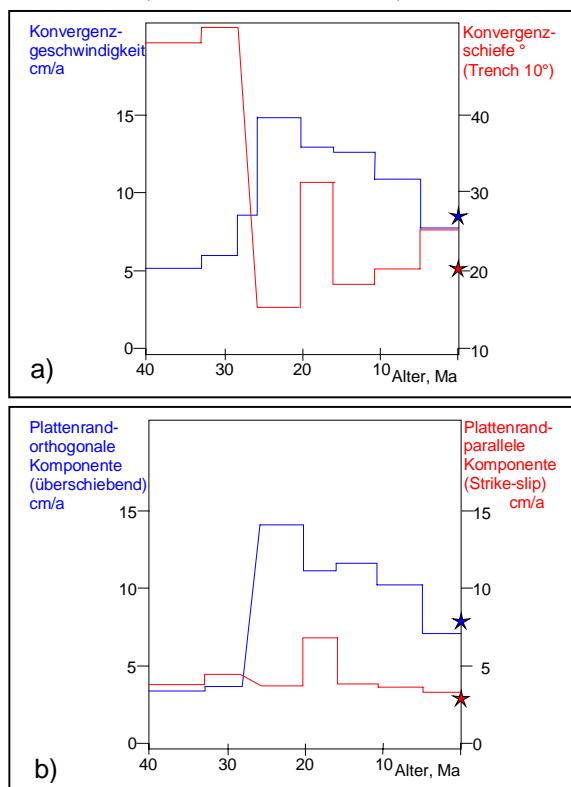 Konvergenz-
geschwindigkeit
cm/a
Konvergenz-
schiefe °
(Trench 10°)
15
10
5
0
40
30
20
10
40
30
20
10
Alter, Ma
a)
Plattenrand-
orthogonale
Komponente
(überschiebend)
cm/a
Plattenrand-
parallele
Komponente
(Strike-slip)
cm/a
15
10
5
0
15
10
5
0
40
30
20
10
Alter, Ma
b)